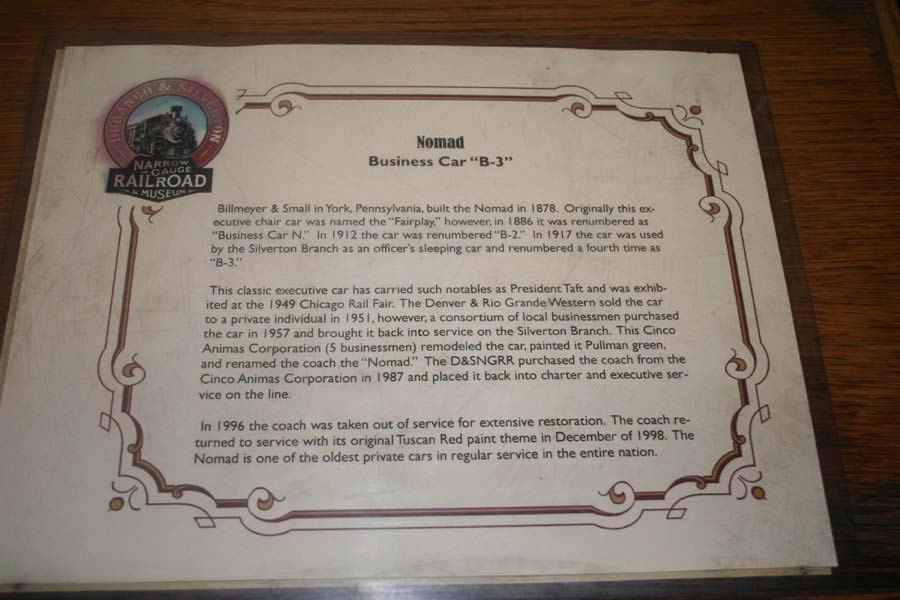 DURANGO & SILVERTON
NARROW
GAUGE
RAILROAD
& MUSEUM
Nomad
Business Car "B-3"
Billmeyer & Small in York, Pennsylvania, built the Nomad in 1878. Originally this ex-
ecutive chair car was named the "Fairplay," however, in 1886 it was renumbered as
"Business Car N." In 1912 the car was renumbered "B-2." In 1917 the car was used
by the Silverton Branch as an officer's sleeping car and renumbered a fourth time as
"B-3."
This classic executive car has carried such notables as President Taft and was exhib-
ited at the 1949 Chicago Rail Fair. The Denver & Rio Grande Western sold the car
to a private individual in 1951, however, a consortium of local businessmen purchased
the car in 1957 and brought it back into service on the Silverton Branch. This Cinco
Animas Corporation (5 businessmen) remodeled the car, painted it Pullman green,
and renamed the coach the "Nomad." The D&SNGRR purchased the coach from the
Cinco Animas Corporation in 1987 and placed it back into charter and executive ser-
vice on the line.
In 1996 the coach was taken out of service for extensive restoration. The coach re-
turned to service with its original Tuscan Red paint theme in December of 1998. The
Nomad is one of the oldest private cars in regular service in the entire nation.